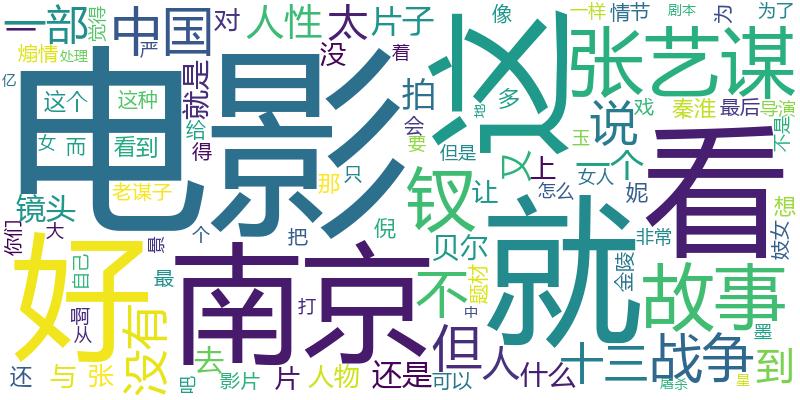 一部
觉得
中国
对
人性
太
片子
像
一样
情节
剧本
为
为了
煽情
处理
严
没
着
张艺谋
亿
电影
这
这个
这种
就是
拍
多
说
戏
秦淮
最后
导演
不是
女
而
看到
给
得
会
要
但是
又
上
一个
玉
看
老谋子
那
只
钗
让
怎么
女人
妮
想
镜头
你们
大
个
把
倪
贝尔
就
非常
金陵
妓女
好
南京
自己
最
不
题材
故事
啊
从
没有
打
中
墨
但
人
十三
战争
到
还
与
张
去
影片
片
人物
还是
可以
什么
屠杀
星